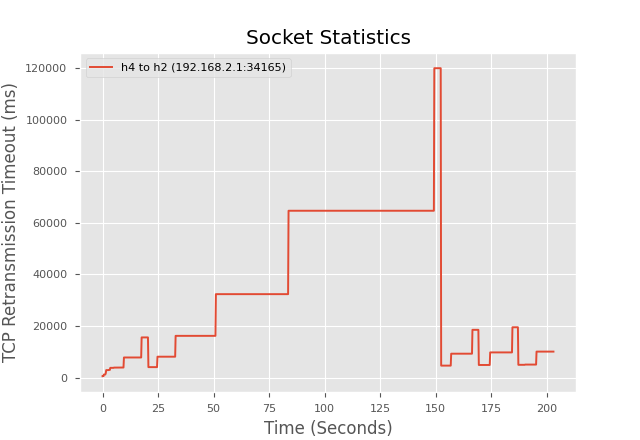 Socket Statistics
h4 to h2 (192.168.2.1:34165)
TCP Retransmission Timeout (ms)
120000
100000
80000
60000
40000
20000
0
0 25 50 75 100 125 150 175 200
Time (Seconds)